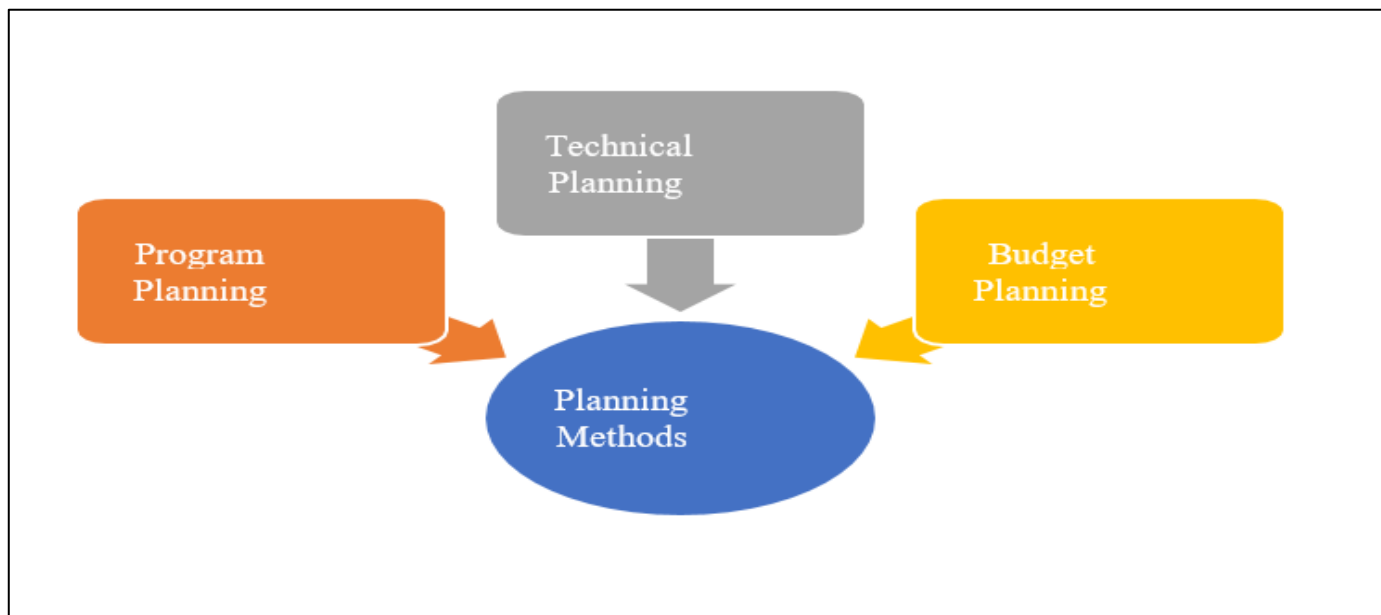 Technical
Planning
Program
Planning
Budget
Planning
Planning
Methods